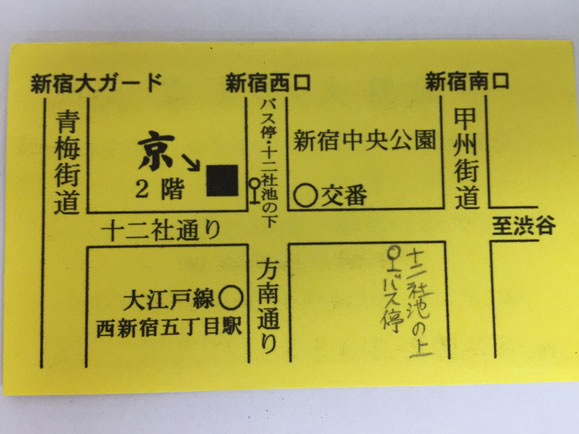 新宿大ガード
新宿西口
新宿南口
青梅街道
京
2階
バス停・十二社池の下
新宿中央公園
交番
甲州街道
至渋谷
十二社通り
方南通り
大江戸線
西新宿五丁目駅
十二社池の上
バス停